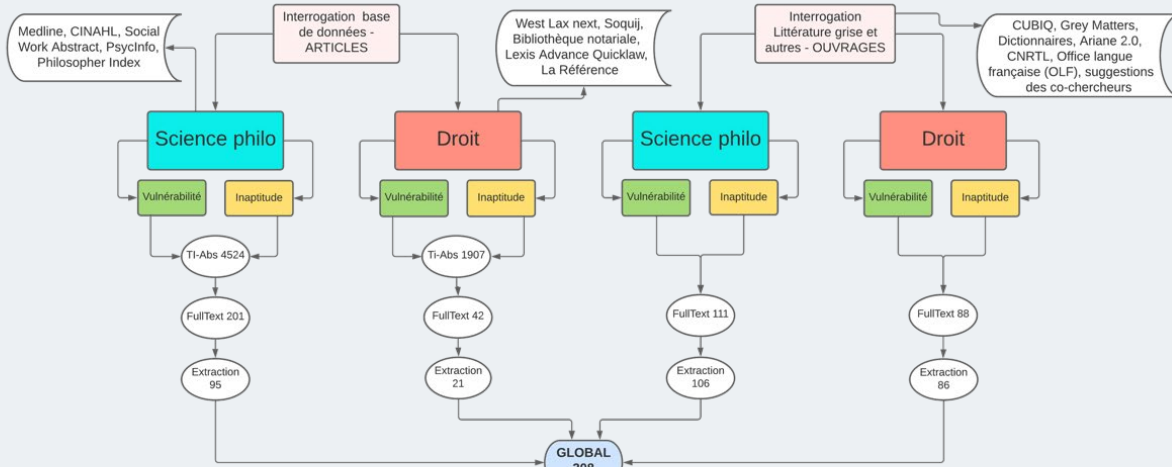 Medline, CINAHL, Social
Work Abstract, PsycInfo,
Philosopher Index
Interrogation base
de données -
ARTICLES
West Lax next, Soquij,
Bibliothèque notariale,
Lexis Advance Quicklaw,
La Référence
Interrogation
Littérature grise et
autres - OUVRAGES
CUBIQ, Grey Matters,
Dictionnaires, Ariane 2.0,
CNRTL, Office langue
française (OLF), suggestions
des co-chercheurs
Science philo
Droit
Science philo
Droit
Vulnérabilité
Inaptitude
Vulnérabilité
Inaptitude
Vulnérabilité
Inaptitude
Vulnérabilité
Inaptitude
TI-Abs 4524
Ti-Abs 1907
FullText 201
FullText 42
FullText 111
FullText 88
Extraction
95
Extraction
21
Extraction
106
Extraction
86
GLOBAL